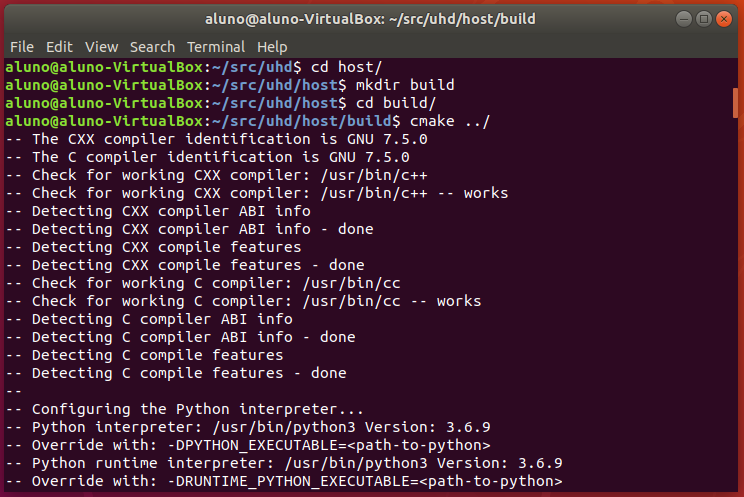 aluno@aluno-VirtualBox: ~/src/uhd/host/build
File Edit View Search Terminal Help
aluno@aluno-VirtualBox:~/src/uhd$ cd host/
aluno@aluno-VirtualBox:~/src/uhd/host$ mkdir build
aluno@aluno-VirtualBox:~/src/uhd/host$ cd build/
aluno@aluno-VirtualBox:~/src/uhd/host/build$ cmake ../
-- The CXX compiler identification is GNU 7.5.0
-- The C compiler identification is GNU 7.5.0
-- Check for working CXX compiler: /usr/bin/c++
-- Check for working CXX compiler: /usr/bin/c++ -- works
-- Detecting CXX compiler ABI info
-- Detecting CXX compiler ABI info - done
-- Detecting CXX compile features
-- Detecting CXX compile features - done
-- Check for working C compiler: /usr/bin/cc
-- Check for working C compiler: /usr/bin/cc -- works
-- Detecting C compiler ABI info
-- Detecting C compiler ABI info - done
-- Detecting C compile features
-- Detecting C compile features - done
--
-- Configuring the Python interpreter...
-- Python interpreter: /usr/bin/python3 Version: 3.6.9
-- Override with: -DPYTHON_EXECUTABLE=<path-to-python>
-- Python runtime interpreter: /usr/bin/python3 Version: 3.6.9
-- Override with: -DRUNTIME_PYTHON_EXECUTABLE=<path-to-python>